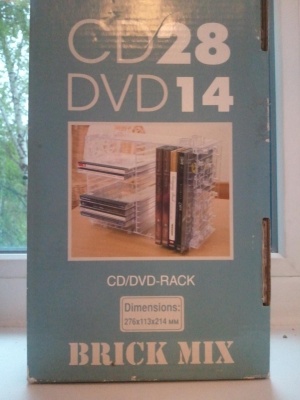 CD28
DVD14
CD/DVD-RACK
Dimensions:
276x113x214 мм
BRICK MIX